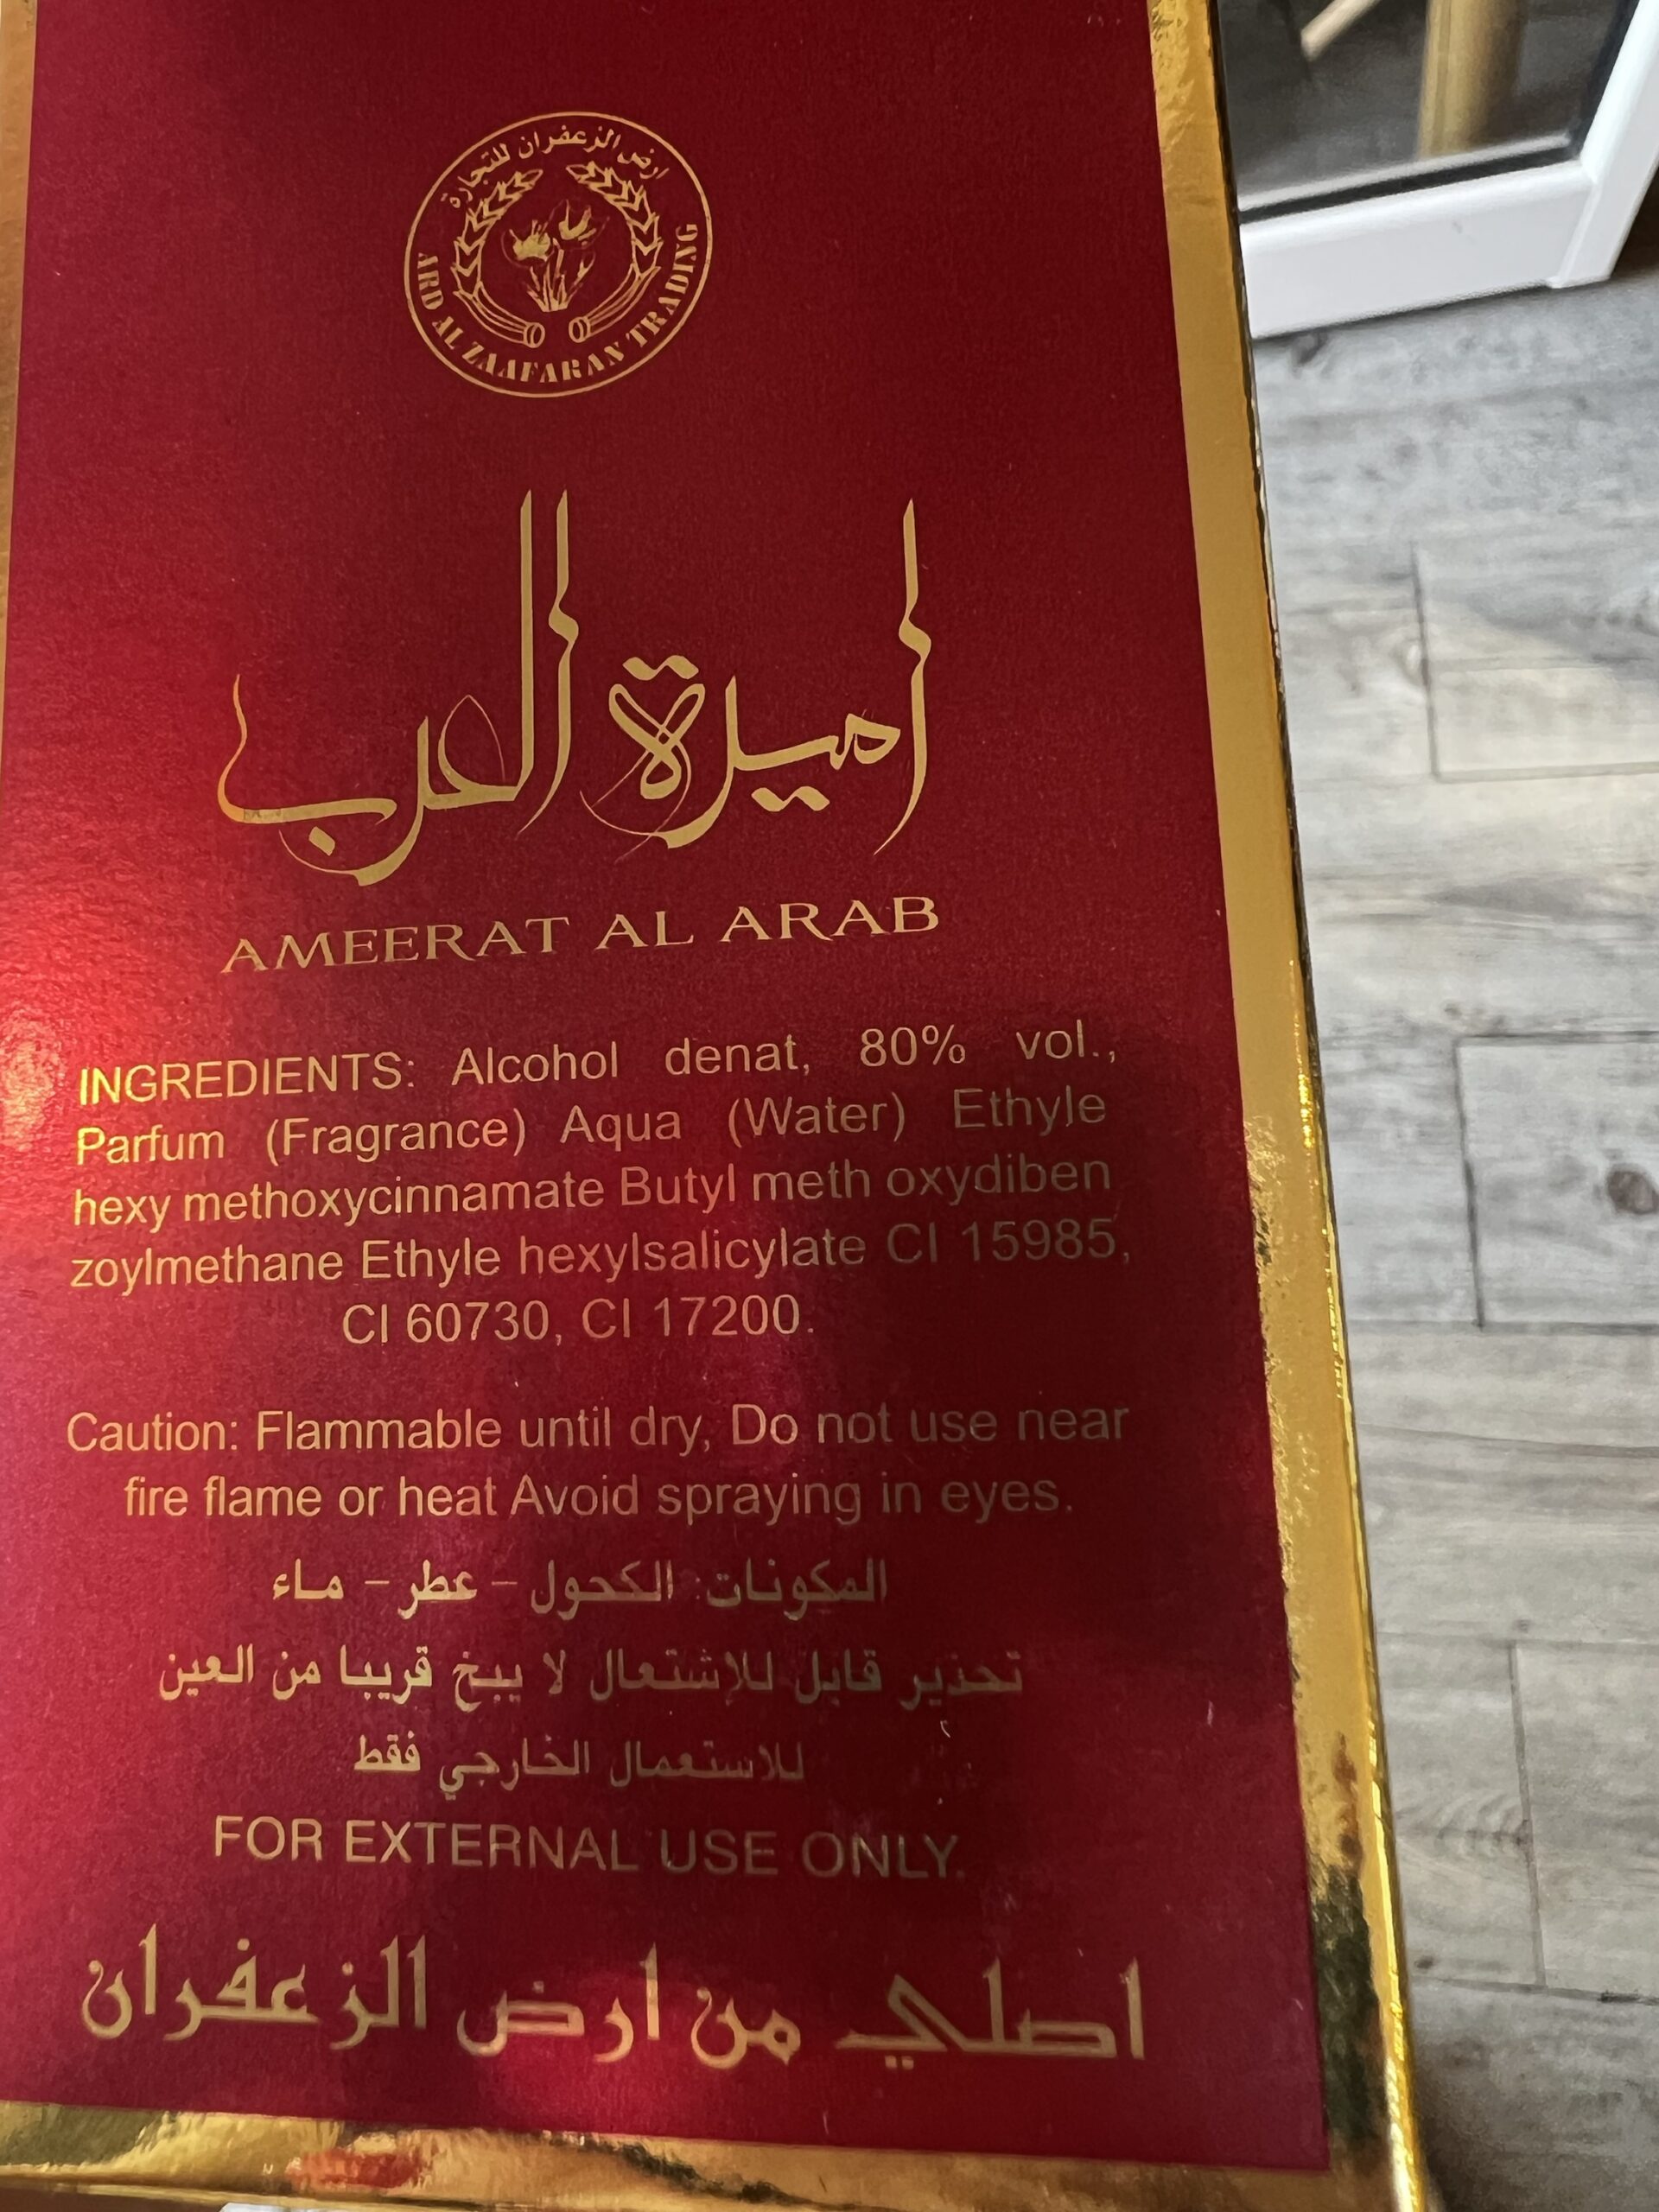 ارض الزعفران للتجارة
ARD AL ZAAFARAN TRADING
اميرة العرب
AMEERAT AL ARAB
INGREDIENTS: Alcohol denat, 80% vol.,
Parfum (Fragrance) Aqua (Water) Ethyle
hexy methoxycinnamate Butyl meth oxydiben
zoylmethane Ethyle hexylsalicylate CI 15985,
CI 60730, CI 17200.
Caution: Flammable until dry, Do not use near
fire flame or heat Avoid spraying in eyes.
المكونات: الكحول - عطر - ماء
تحذير قابل للاشتعال لا يبخ قريبا من العين
للاستعمال الخارجي فقط
FOR EXTERNAL USE ONLY.
اصلي من ارض الزعفران